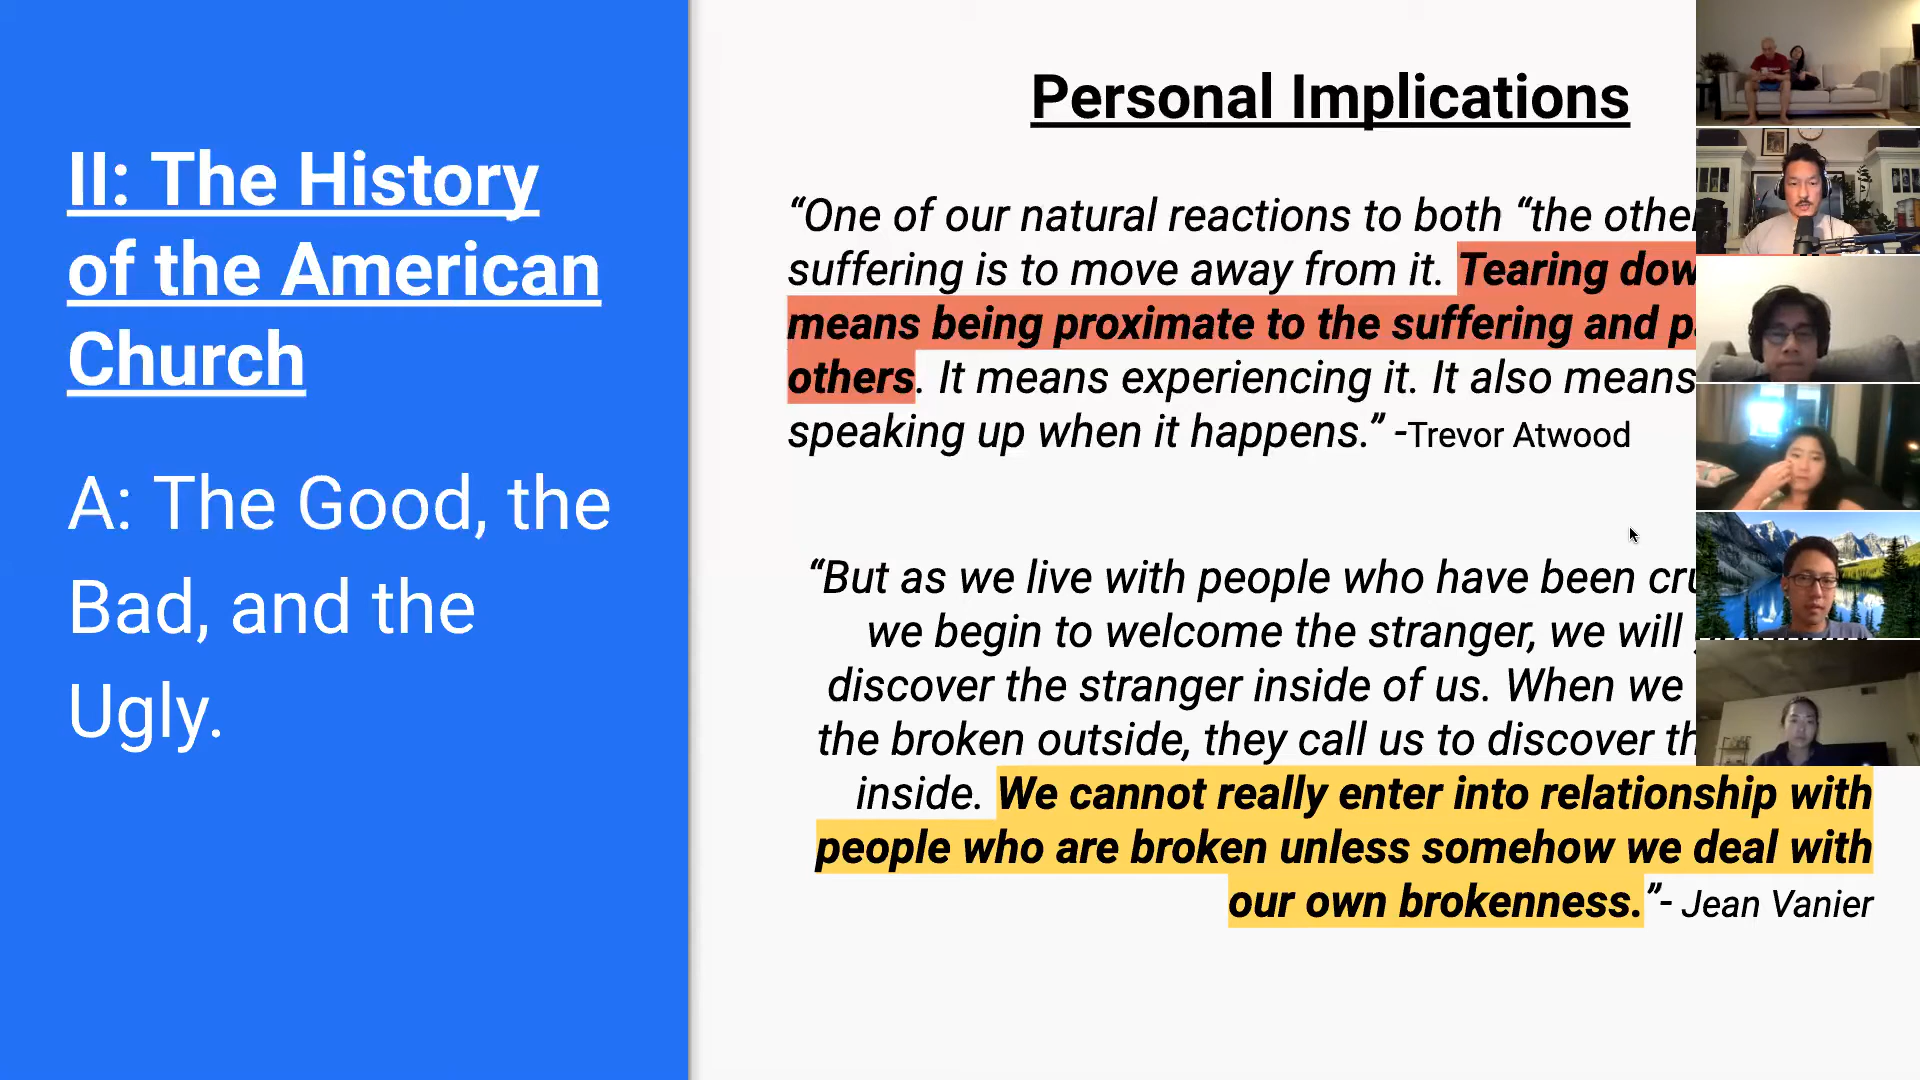 II: The History
of the American
Church
A: The Good, the
Bad, and the
Ugly.
Personal Implications
“One of our natural reactions to both “the other
suffering is to move away from it. Tearing dow
means being proximate to the suffering and p
others. It means experiencing it. It also means
speaking up when it happens.” -Trevor Atwood
“But as we live with people who have been cru
we begin to welcome the stranger, we will
discover the stranger inside of us. When we
the broken outside, they call us to discover th
inside. We cannot really enter into relationship with
people who are broken unless somehow we deal with
our own brokenness.”- Jean Vanier